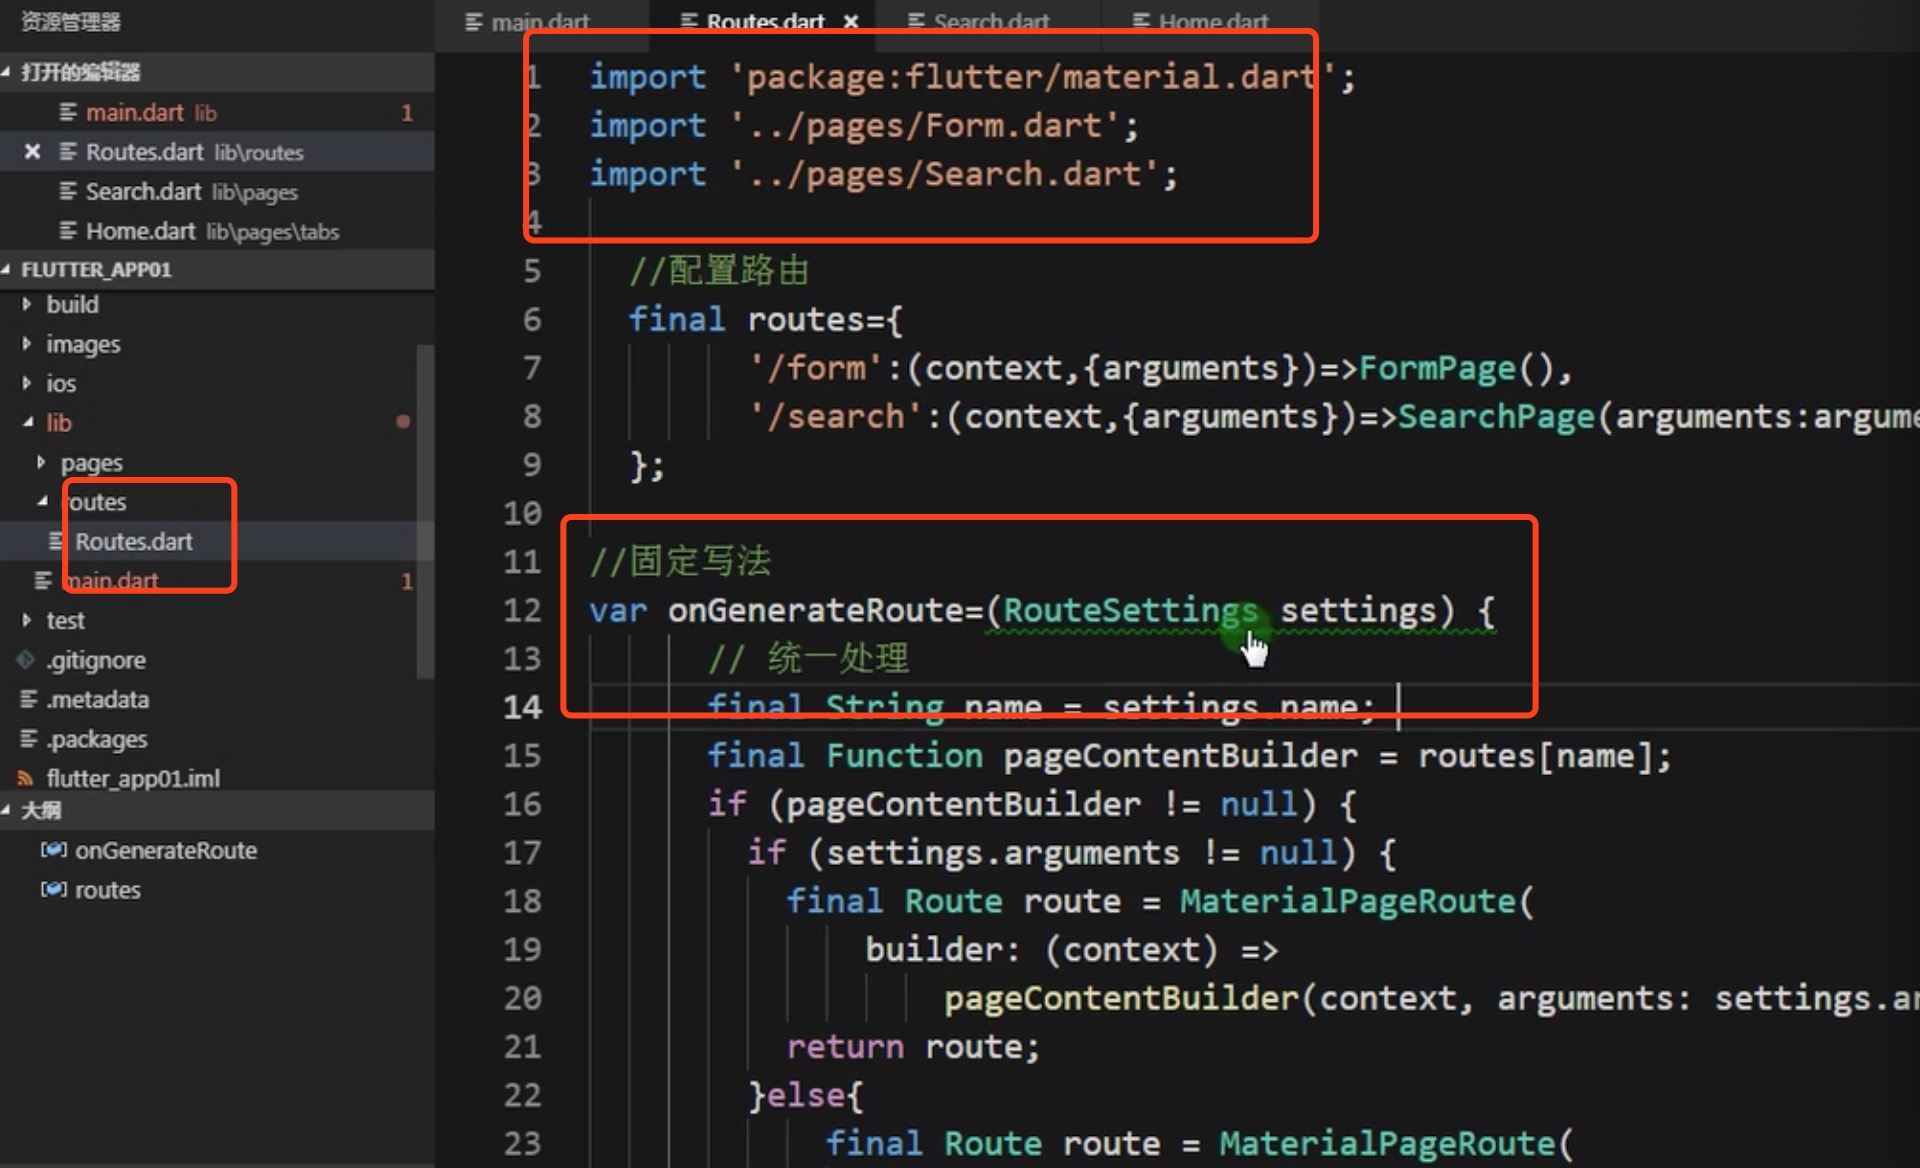 资源管理器
打开的编辑器
main.dart lib 1
Routes.dart lib\routes
Search.dart lib\pages
Home.dart lib\pages\tabs
FLUTTER_APP01
build
images
ios
lib
pages
routes
Routes.dart
main.dart 1
test
.gitignore
.metadata
.packages
flutter_app01.iml
大纲
onGenerateRoute
routes
main.dart Routes.dart Search.dart Home.dart
1 import 'package:flutter/material.dart';
2 import '../pages/Form.dart';
3 import '../pages/Search.dart';
4
5 //配置路由
6 final routes={
7 '/form':(context,{arguments})=>FormPage(),
8 '/search':(context,{arguments})=>SearchPage(arguments:argume
9 };
10
11 //固定写法
12 var onGenerateRoute=(RouteSettings settings) {
13 // 统一处理
14 final String name = settings.name;
15 final Function pageContentBuilder = routes[name];
16 if (pageContentBuilder != null) {
17 if (settings.arguments != null) {
18 final Route route = MaterialPageRoute(
19 builder: (context) =>
20 pageContentBuilder(context, arguments: settings.ar
21 return route;
22 }else{
23 final Route route = MaterialPageRoute(